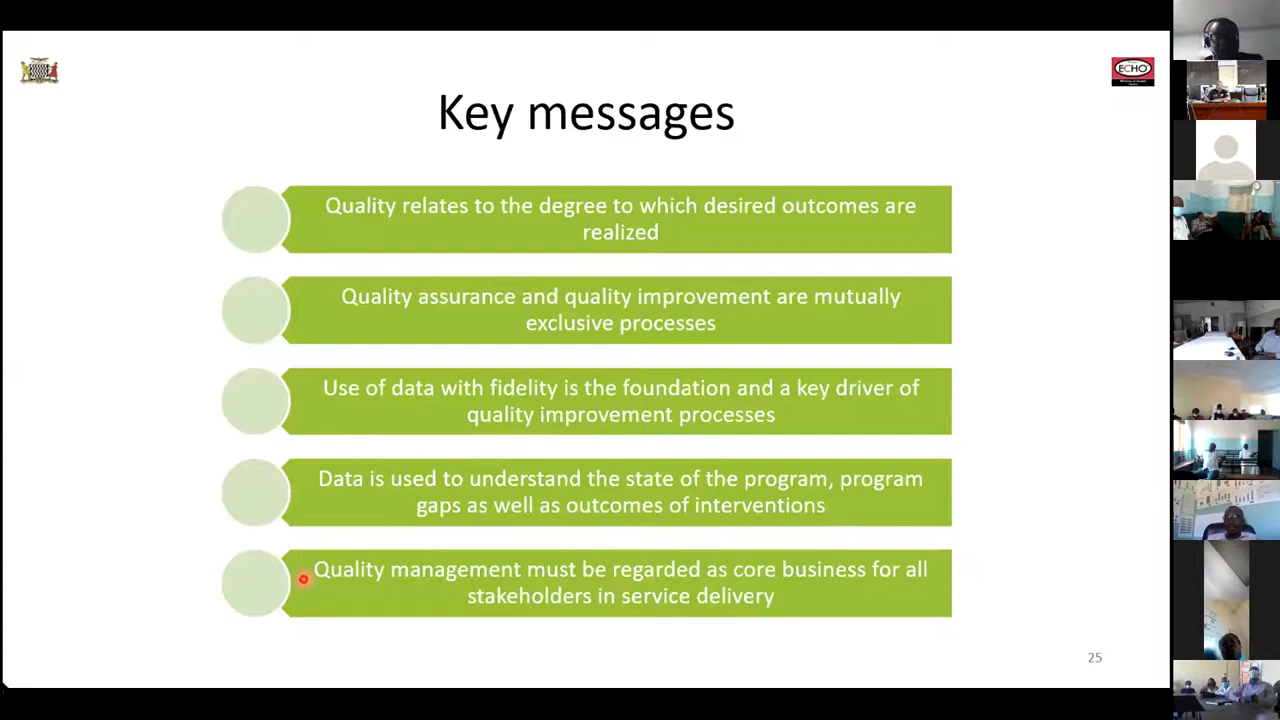 ECHO
Key messages
Quality relates to the degree to which desired outcomes are
realized
Quality assurance and quality improvement are mutually
exclusive processes
Use of data with fidelity is the foundation and a key driver of
quality improvement processes
Data is used to understand the state of the program, program
gaps as well as outcomes of interventions
Quality management must be regarded as core business for all
stakeholders in service delivery
25